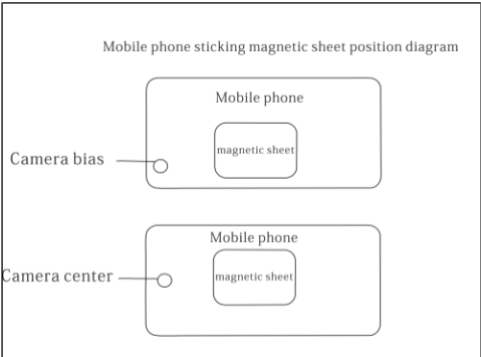 Mobile phone sticking magnetic sheet position diagram
Mobile phone
magnetic sheet
Camera bias
Mobile phone
magnetic sheet
Camera center